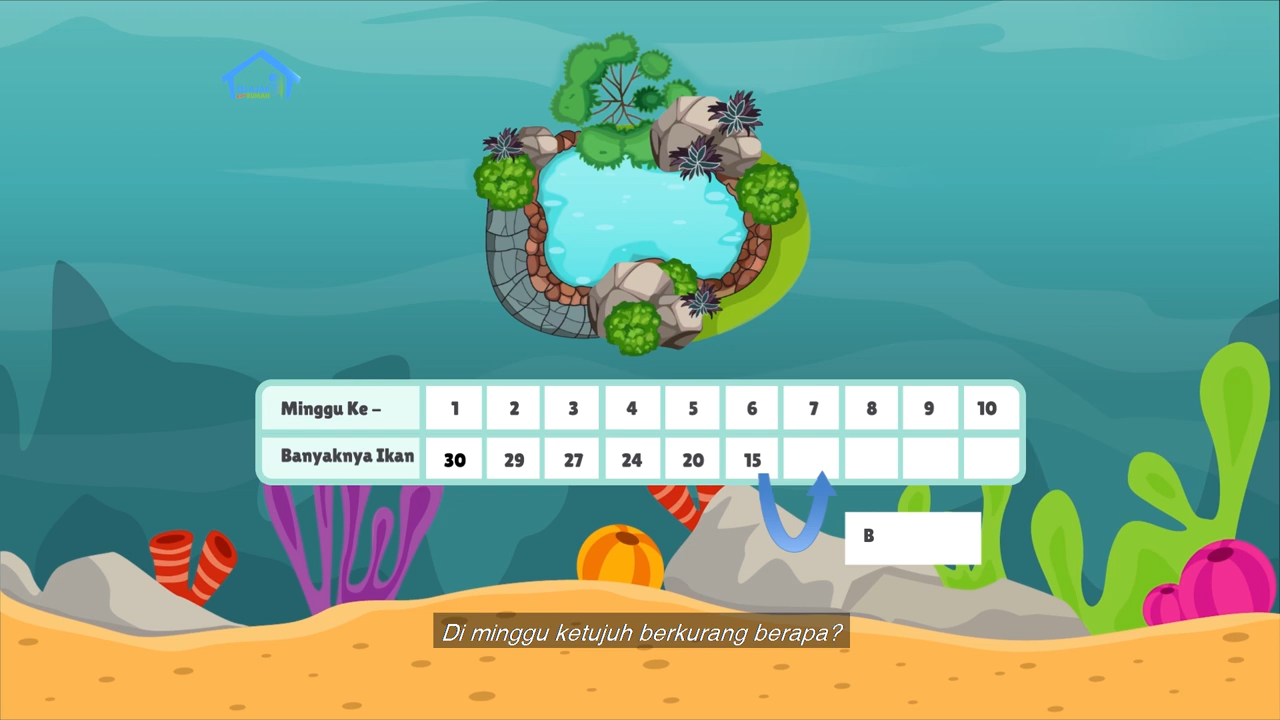 Minggu Ke - 1 2 3 4 5 6 7 8 9 10
Banyaknya Ikan 30 29 27 24 20 15
B
Di minggu ketujuh berkurang berapa?